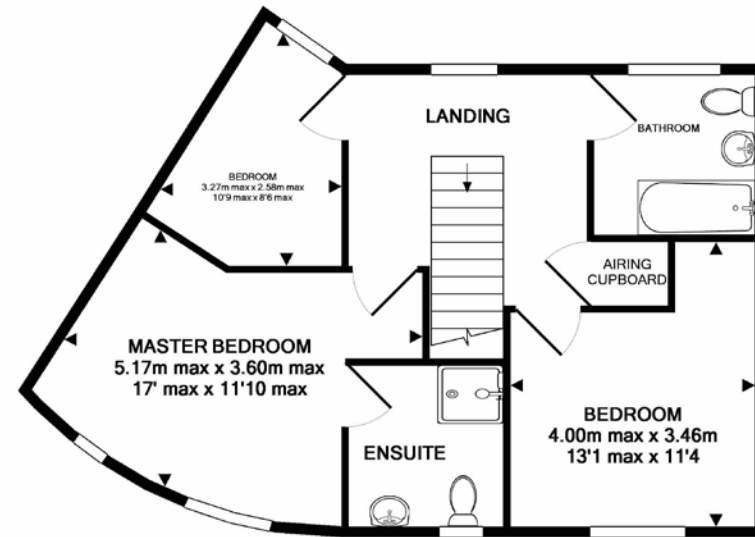 LANDING
BATHROOM
BEDROOM
3.27m max x 2.58m max
10'9 max x 8'6 max
AIRING
CUPBOARD
MASTER BEDROOM
5.17m max x 3.60m max
17' max x 11'10 max
BEDROOM
4.00m max x 3.46m
13'1 max x 11'4
ENSUITE